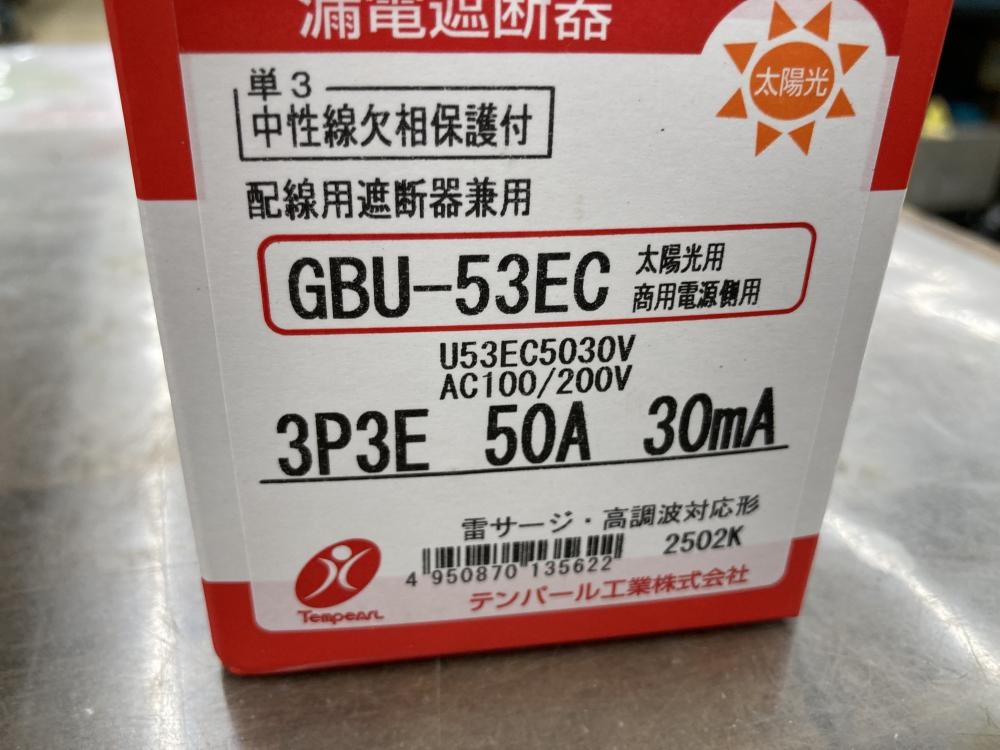 漏電遮断器
太陽光
単3
中性線欠相保護付
配線用遮断器兼用
GBU-53EC
太陽光用
商用電源側用
U53EC5030V
AC100/200V
3P3E 50A 30mA
雷サージ・高調波対応形
2502K
4 950870 135622
Tempearl
テンパール工業株式会社